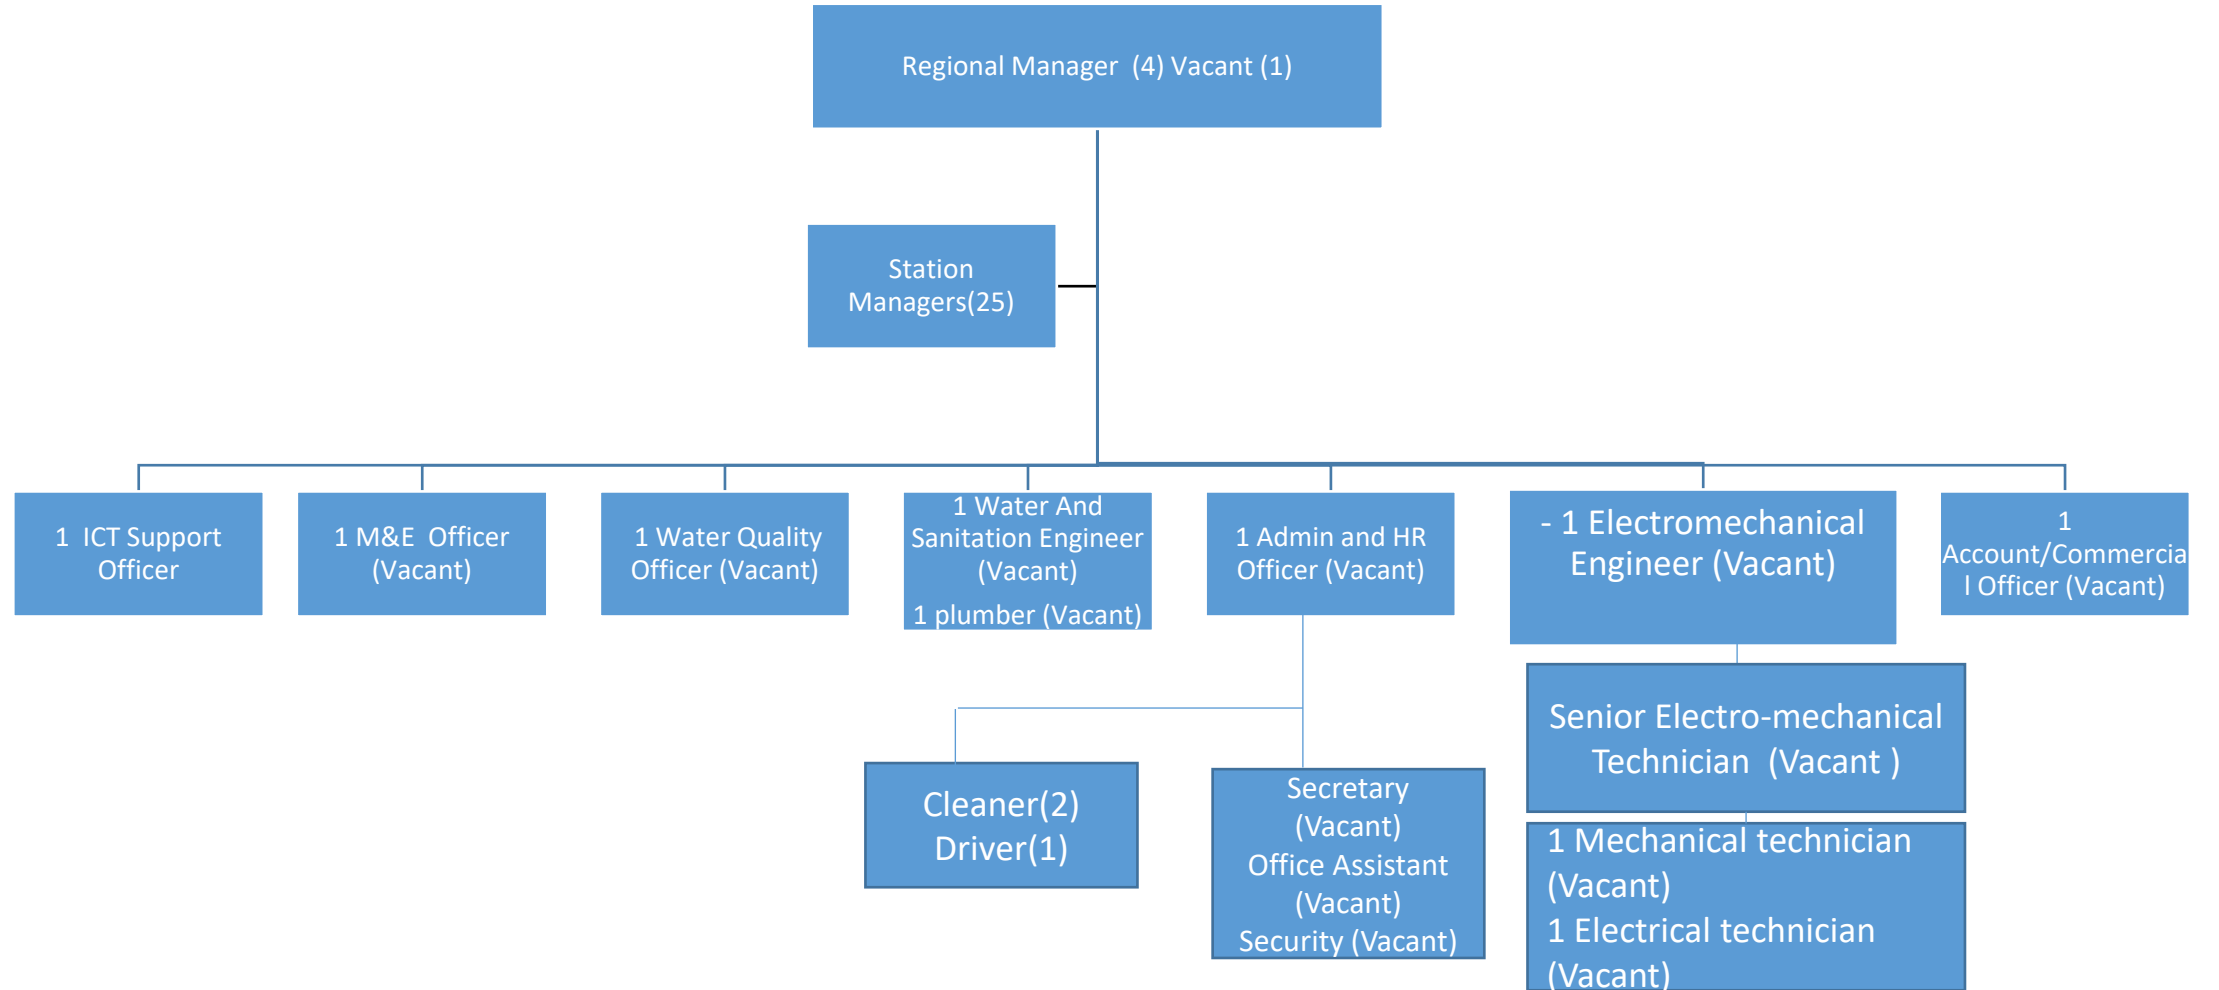 Regional Manager  (4) Vacant (1)
Station
Managers(25)
1  ICT Support
Officer
1 M&E  Officer
(Vacant)
1 Water Quality
Officer (Vacant)
1 Water And
Sanitation Engineer
(Vacant)
1 plumber (Vacant)
1 Admin and HR
Officer (Vacant)
- 1 Electromechanical
Engineer (Vacant)
1
Account/Commercia
l Officer (Vacant)
Senior Electro-mechanical
Technician  (Vacant )
Cleaner(2)
Driver(1)
Secretary
(Vacant)
Office Assistant
(Vacant)
Security (Vacant)
1 Mechanical technician
(Vacant)
1 Electrical technician
(Vacant)